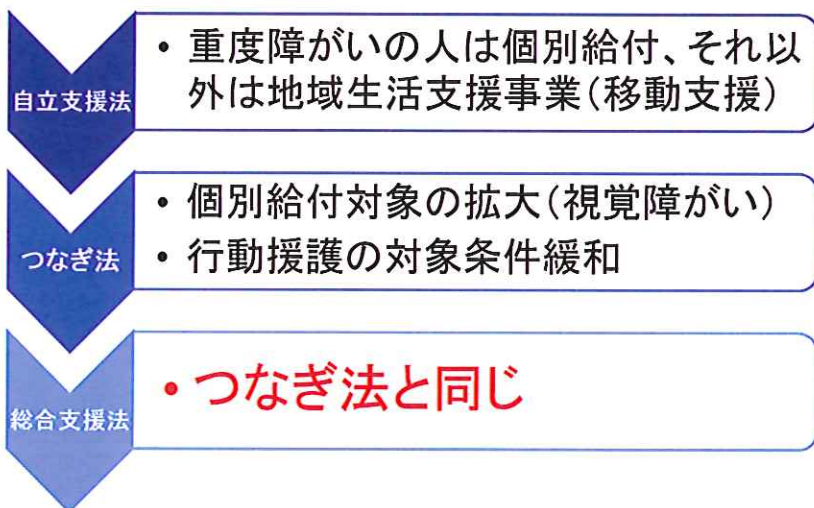 自立支援法
・重度障がいの人は個別給付、それ以
外は地域生活支援事業（移動支援）
つなぎ法
・個別給付対象の拡大（視覚障がい）
・行動援護の対象条件緩和
総合支援法
・つなぎ法と同じ